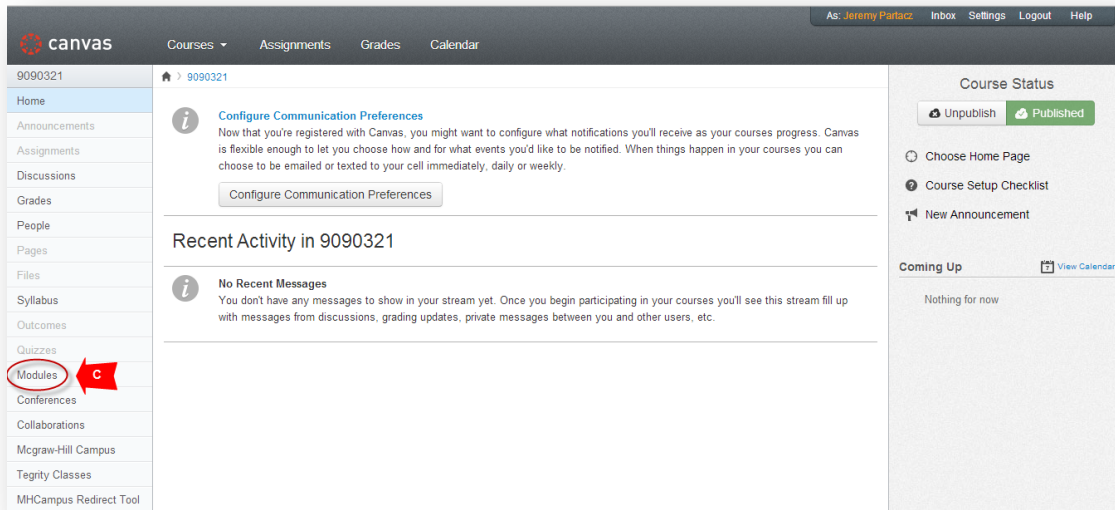 As: Jeremy Partacz Inbox Settings Logout Help
canvas Courses Assignments Grades Calendar
9090321
Home
Announcements
Assignments
Discussions
Grades
People
Pages
Files
Syllabus
Outcomes
Quizzes
Modules
C
Conferences
Collaborations
Mcgraw-Hill Campus
Tegrity Classes
MHCampus Redirect Tool
9090321
Configure Communication Preferences
Now that you're registered with Canvas, you might want to configure what notifications you'll receive as your courses progress. Canvas
is flexible enough to let you choose how and for what events you'd like to be notified. When things happen in your courses you can
choose to be emailed or texted to your cell immediately, daily or weekly.
Configure Communication Preferences
Recent Activity in 9090321
No Recent Messages
You don't have any messages to show in your stream yet. Once you begin participating in your courses you'll see this stream fill up
with messages from discussions, grading updates, private messages between you and other users, etc.
Course Status
Unpublish Published
Choose Home Page
Course Setup Checklist
New Announcement
Coming Up 7 View Calendar
Nothing for now